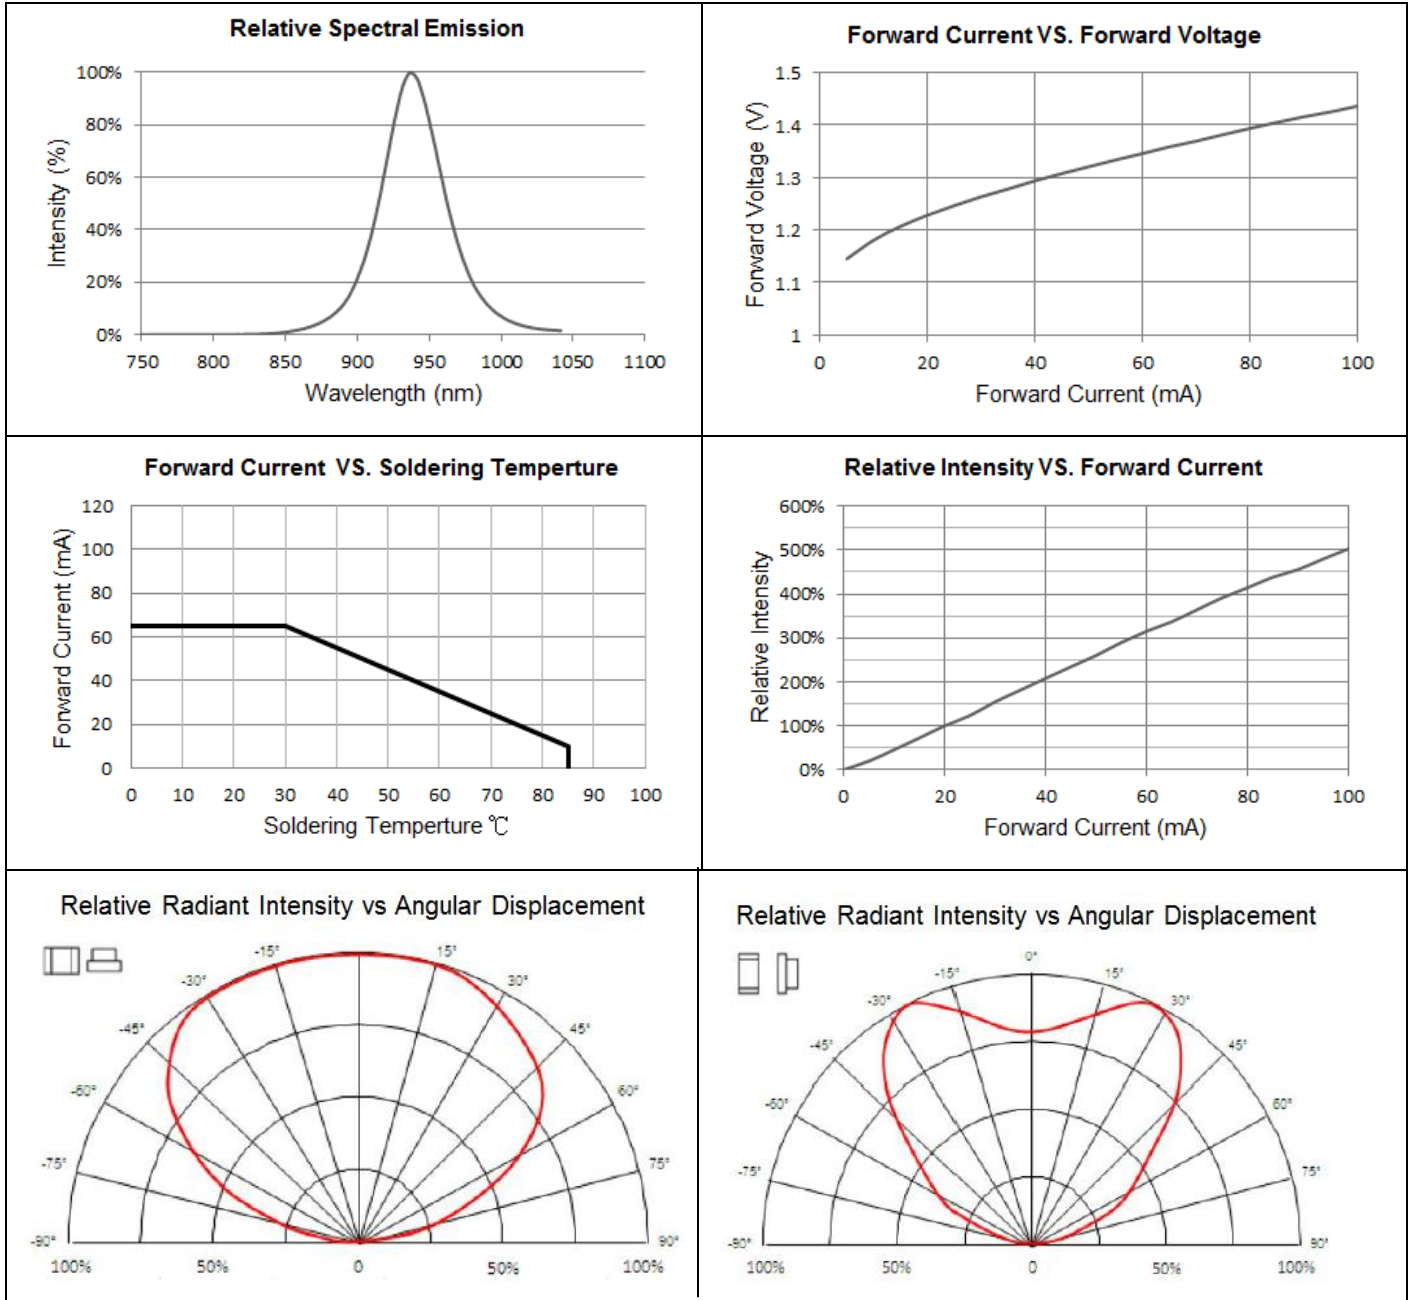 Relative Spectral Emission
100%
80%
60%
40%
20%
0%
Intensity (%)
750 800 850 900 950 1000 1050 1100
Wavelength (nm)
Forward Current VS. Forward Voltage
1.5
1.4
1.3
1.2
1.1
1
Forward Voltage (V)
0 20 40 60 80 100
Forward Current (mA)
Forward Current VS. Soldering Temperture
120
100
80
60
40
20
0
Forward Current (mA)
0 10 20 30 40 50 60 70 80 90 100
Soldering Temperture ℃
Relative Intensity VS. Forward Current
600%
500%
400%
300%
200%
100%
0%
Relative Intensity
0 20 40 60 80 100
Forward Current (mA)
Relative Radiant Intensity vs Angular Displacement
-15° 15°
-30° 30°
-45° 45°
-60° 60°
-75° 75°
-90° 90°
100% 50% 0 50% 100%
Relative Radiant Intensity vs Angular Displacement
0°
-15° 15°
-30° 30°
-45° 45°
-60° 60°
-75° 75°
-90° 90°
100% 50% 0 50% 100%